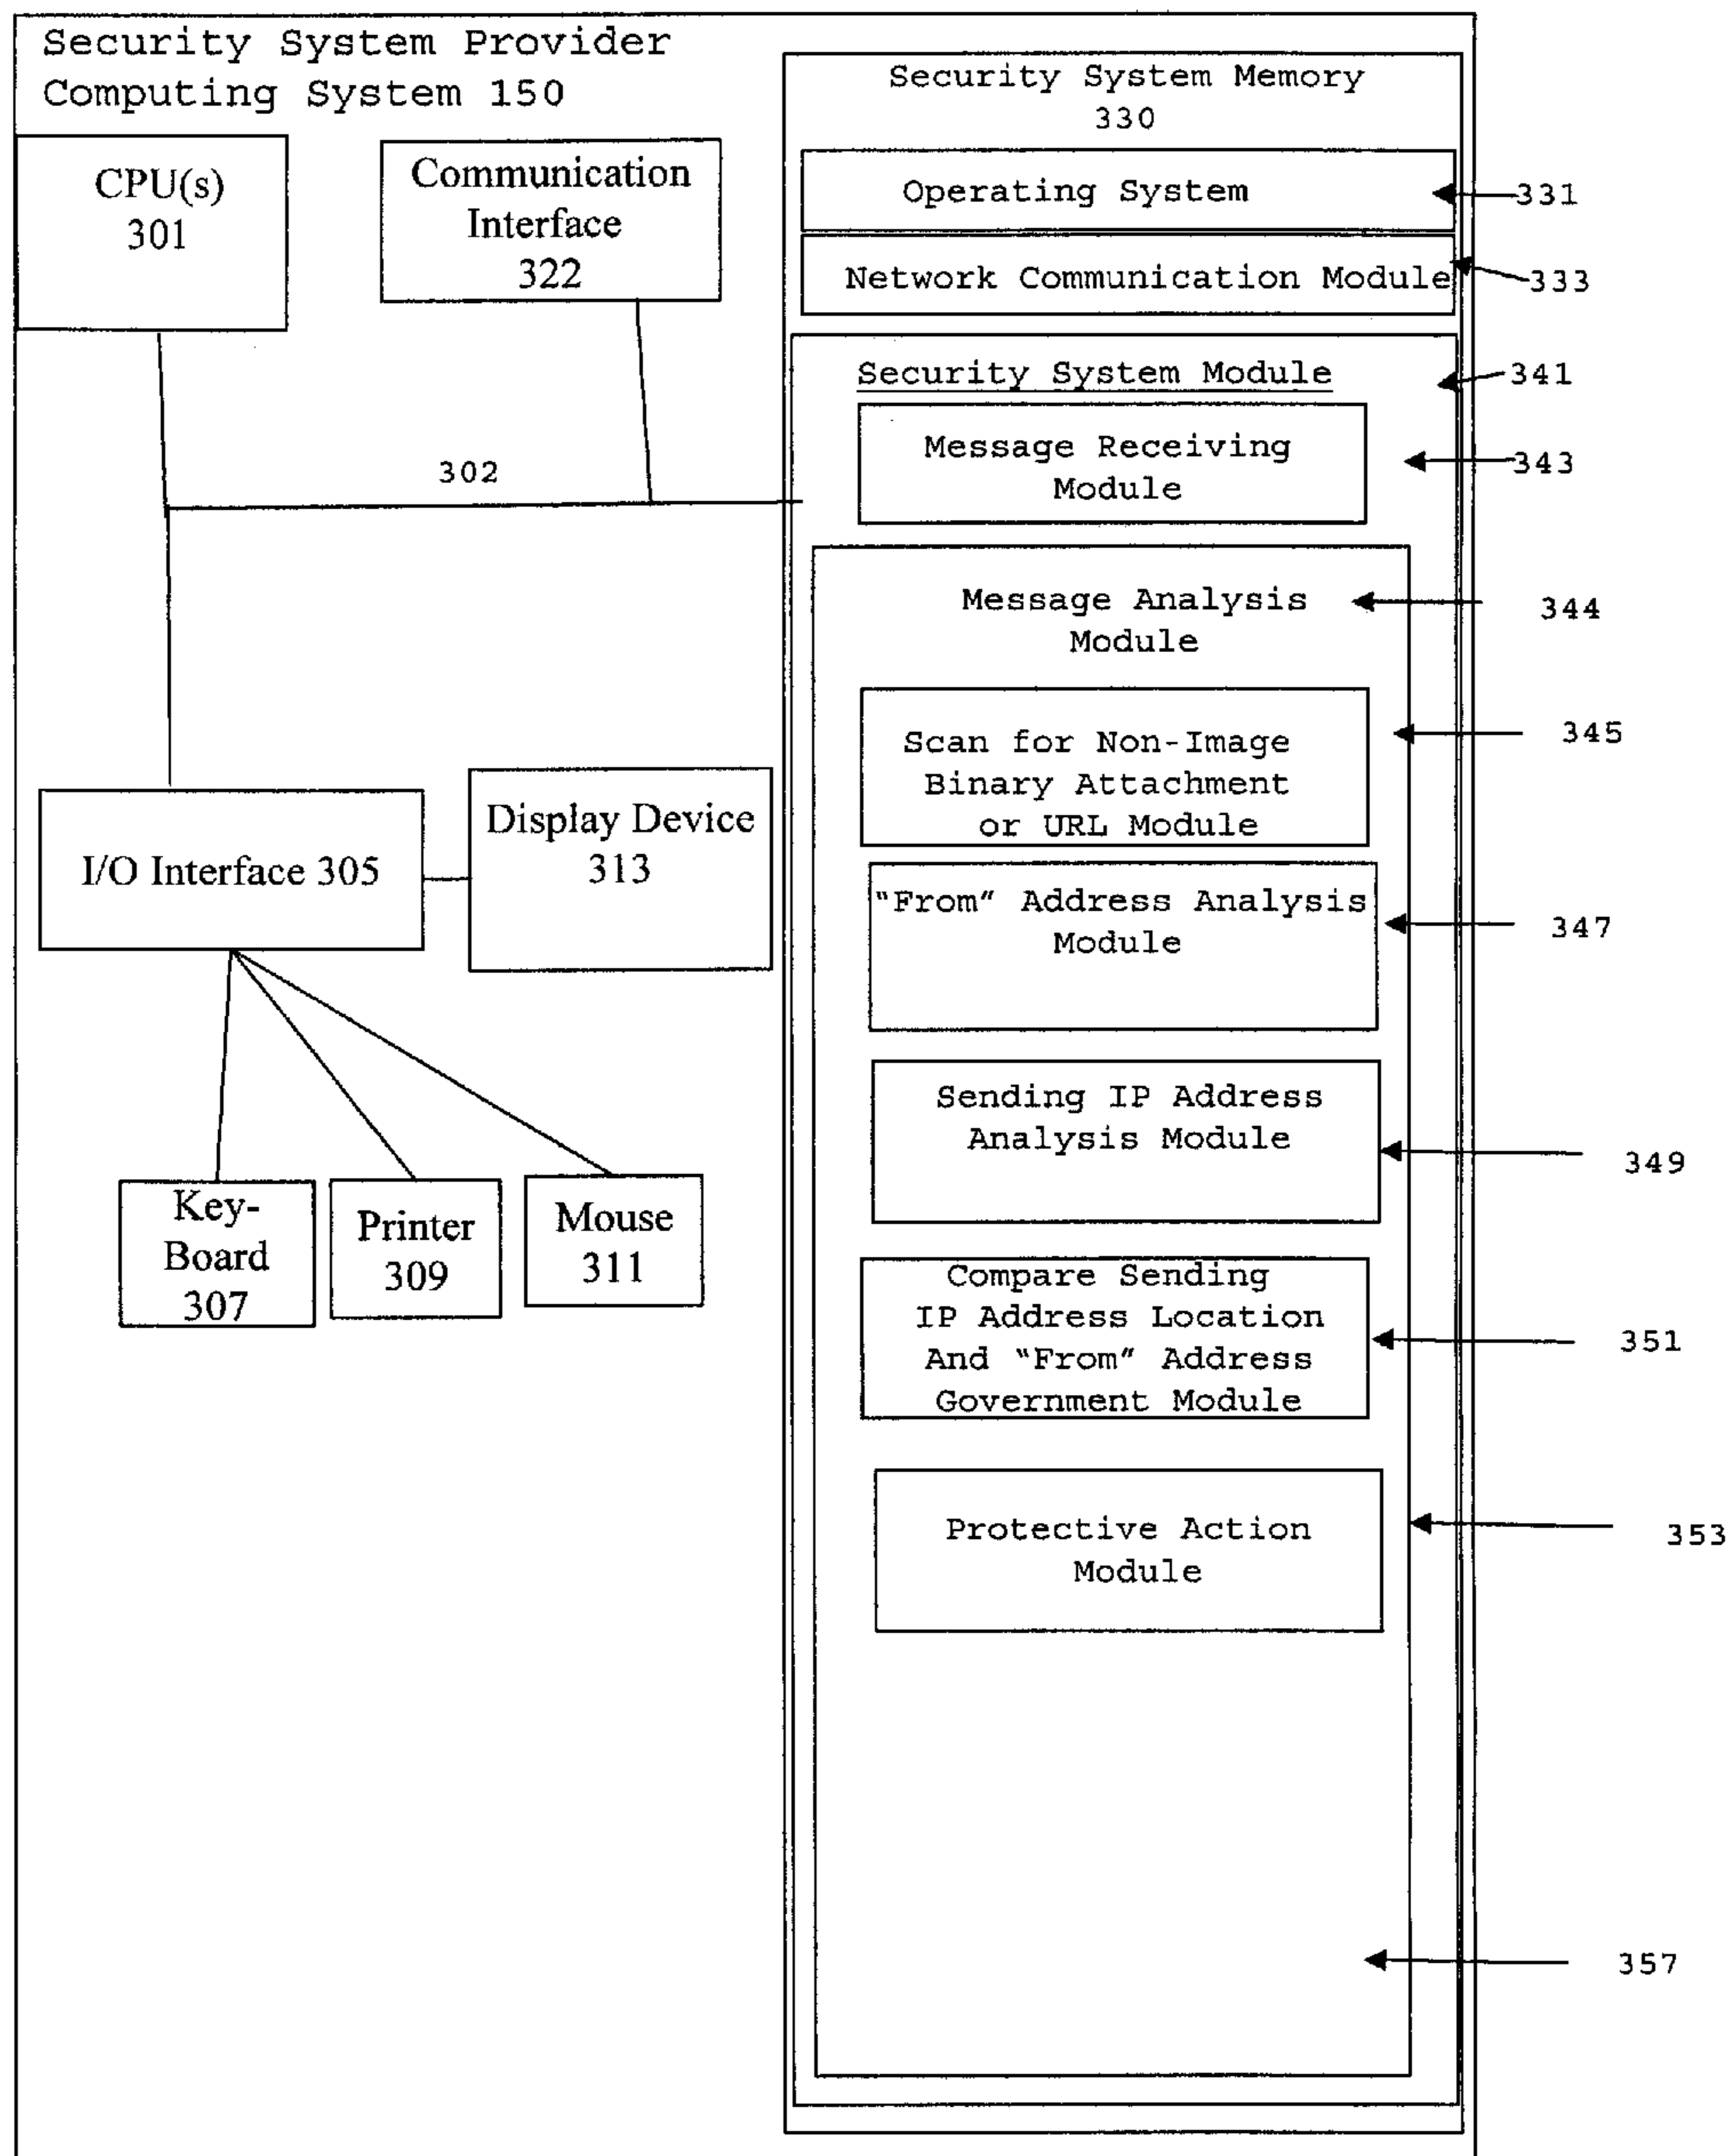 Security System Provider
Computing System 150
CPU(s)
301
Communication
Interface
322
302
I/O Interface 305
Display Device
313
Key-
Board
307
Printer
309
Mouse
311
Security System Memory
330
Operating System
331
Network Communication Module
333
Security System Module
341
Message Receiving
Module
343
Message Analysis
Module
344
Scan for Non-Image
Binary Attachment
or URL Module
345
“From” Address Analysis
Module
347
Sending IP Address
Analysis Module
349
Compare Sending
IP Address Location
And “From” Address
Government Module
351
Protective Action
Module
353
357